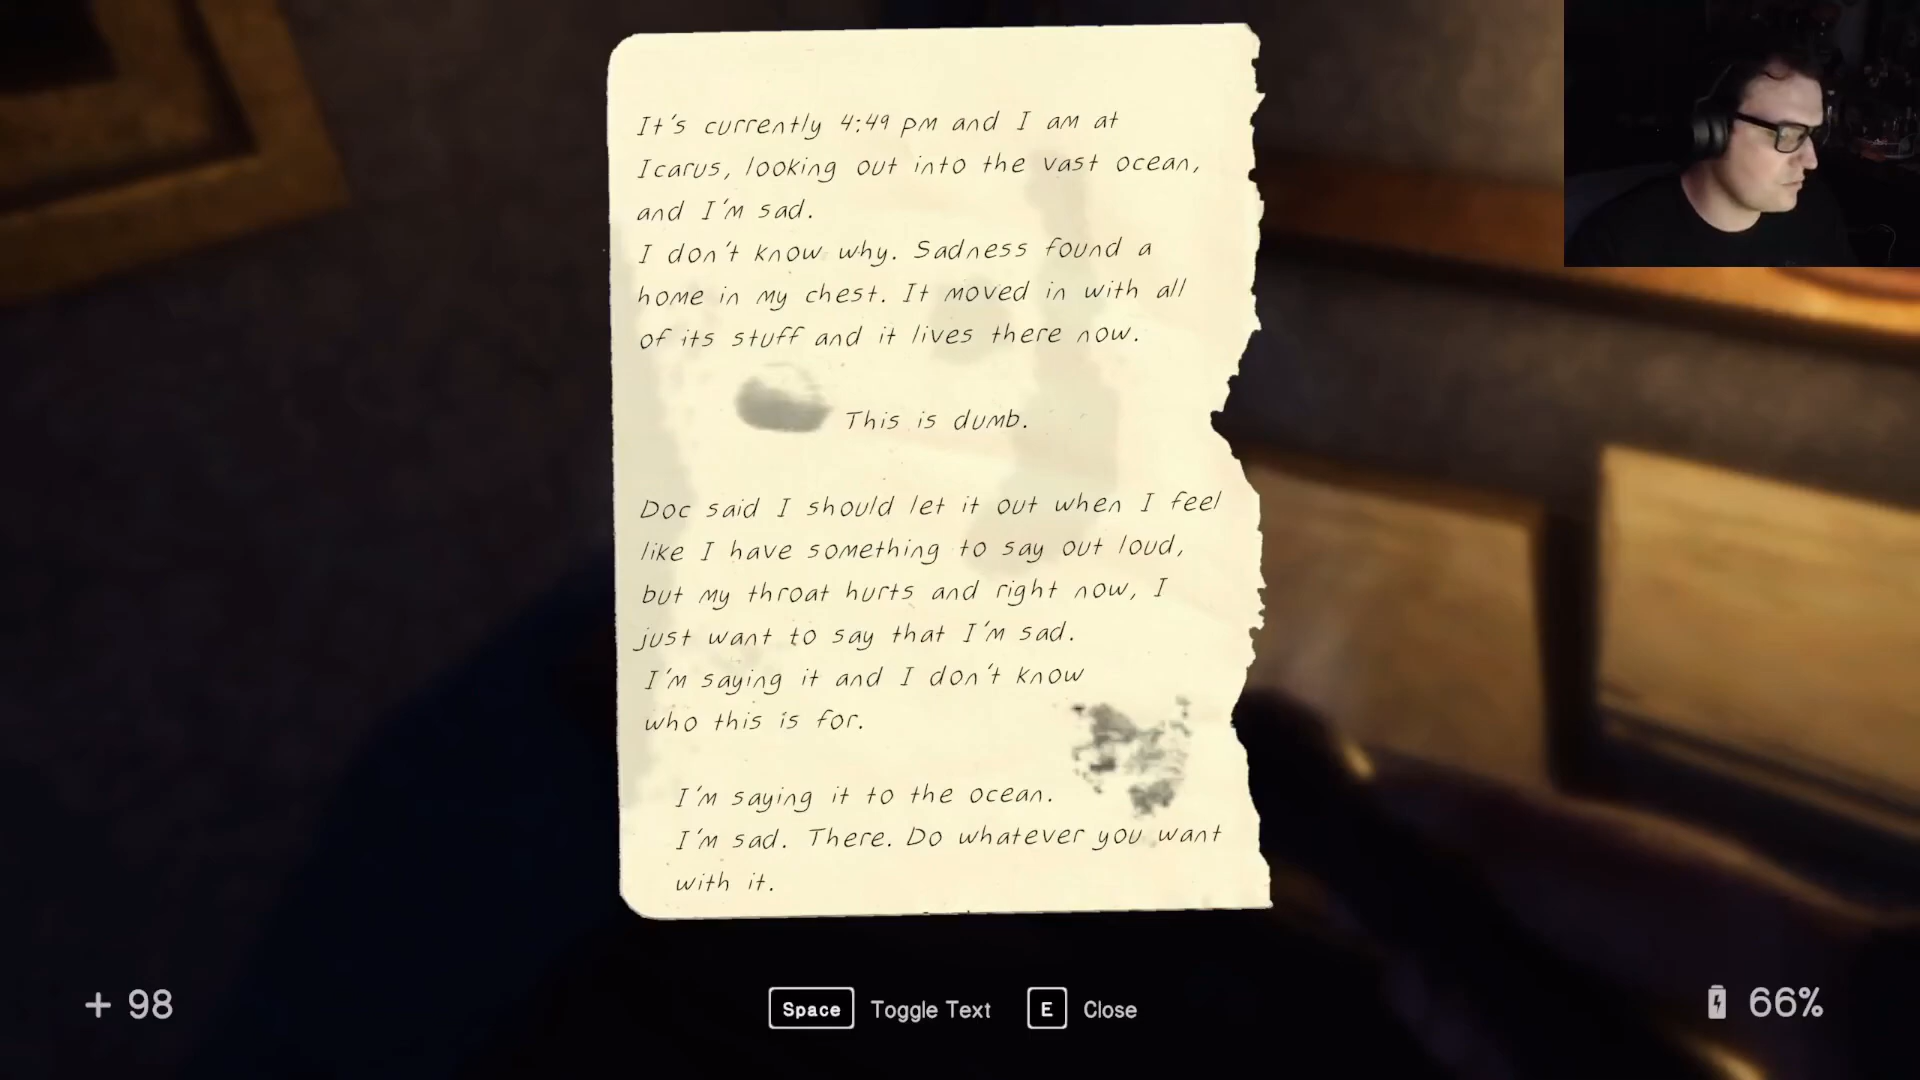 It's currently 4:49 pm and I am at
Icarus, looking out into the vast ocean,
and I'm sad.
I don't know why. Sadness found a
home in my chest. It moved in with all
of its stuff and it lives there now.
This is dumb.
Doc said I should let it out when I feel
like I have something to say out loud,
but my throat hurts and right now, I
just want to say that I'm sad.
I'm saying it and I don't know
who this is for.
I'm saying it to the ocean.
I'm sad. There. Do whatever you want
with it.
+ 98
Space Toggle Text E Close
66%